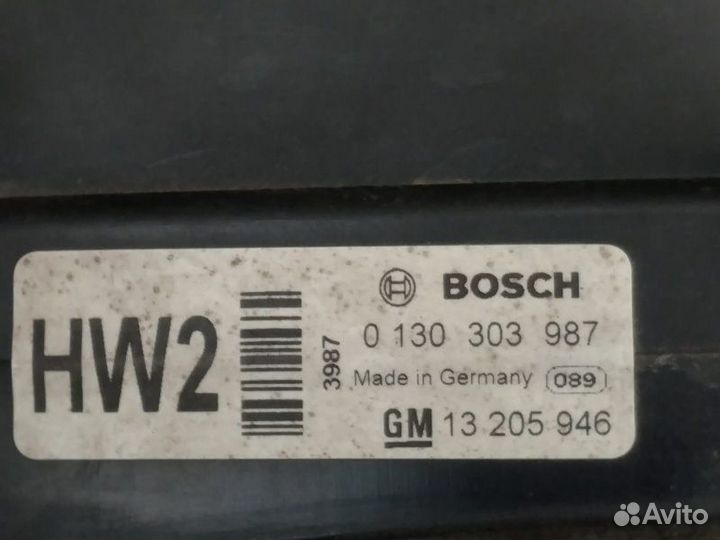 HW2
3987
BOSCH
0 130 303 987
Made in Germany 089
GM 13 205 946
Avito